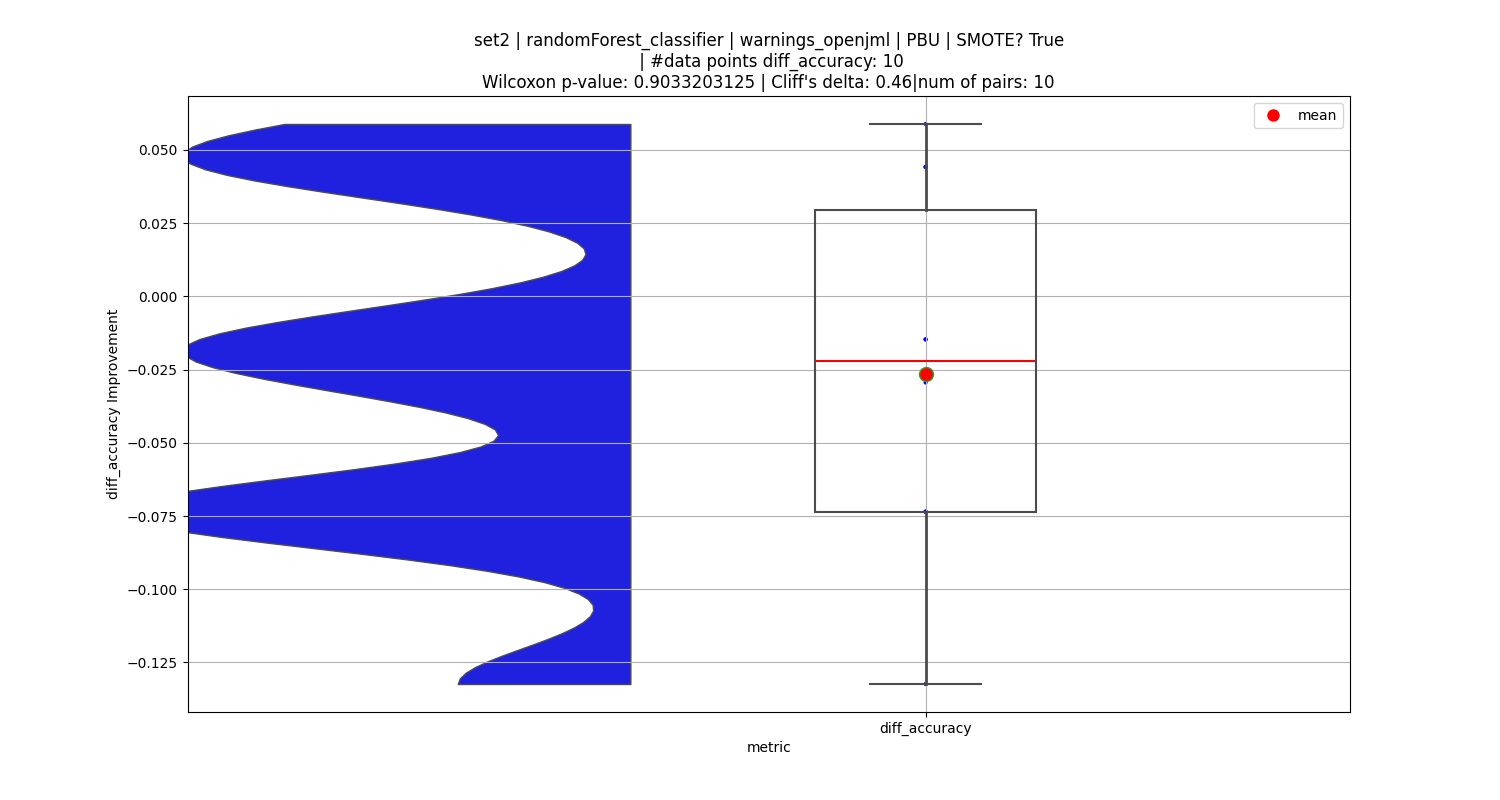 set2 | randomForest_classifier | warnings_openjml | PBU | SMOTE? True
| #data points diff_accuracy: 10
Wilcoxon p-value: 0.9033203125 | Cliff's delta: 0.46|num of pairs: 10
mean
0.050
0.025
0.000
−0.025
−0.050
−0.075
−0.100
−0.125
diff_accuracy Improvement
diff_accuracy
metric